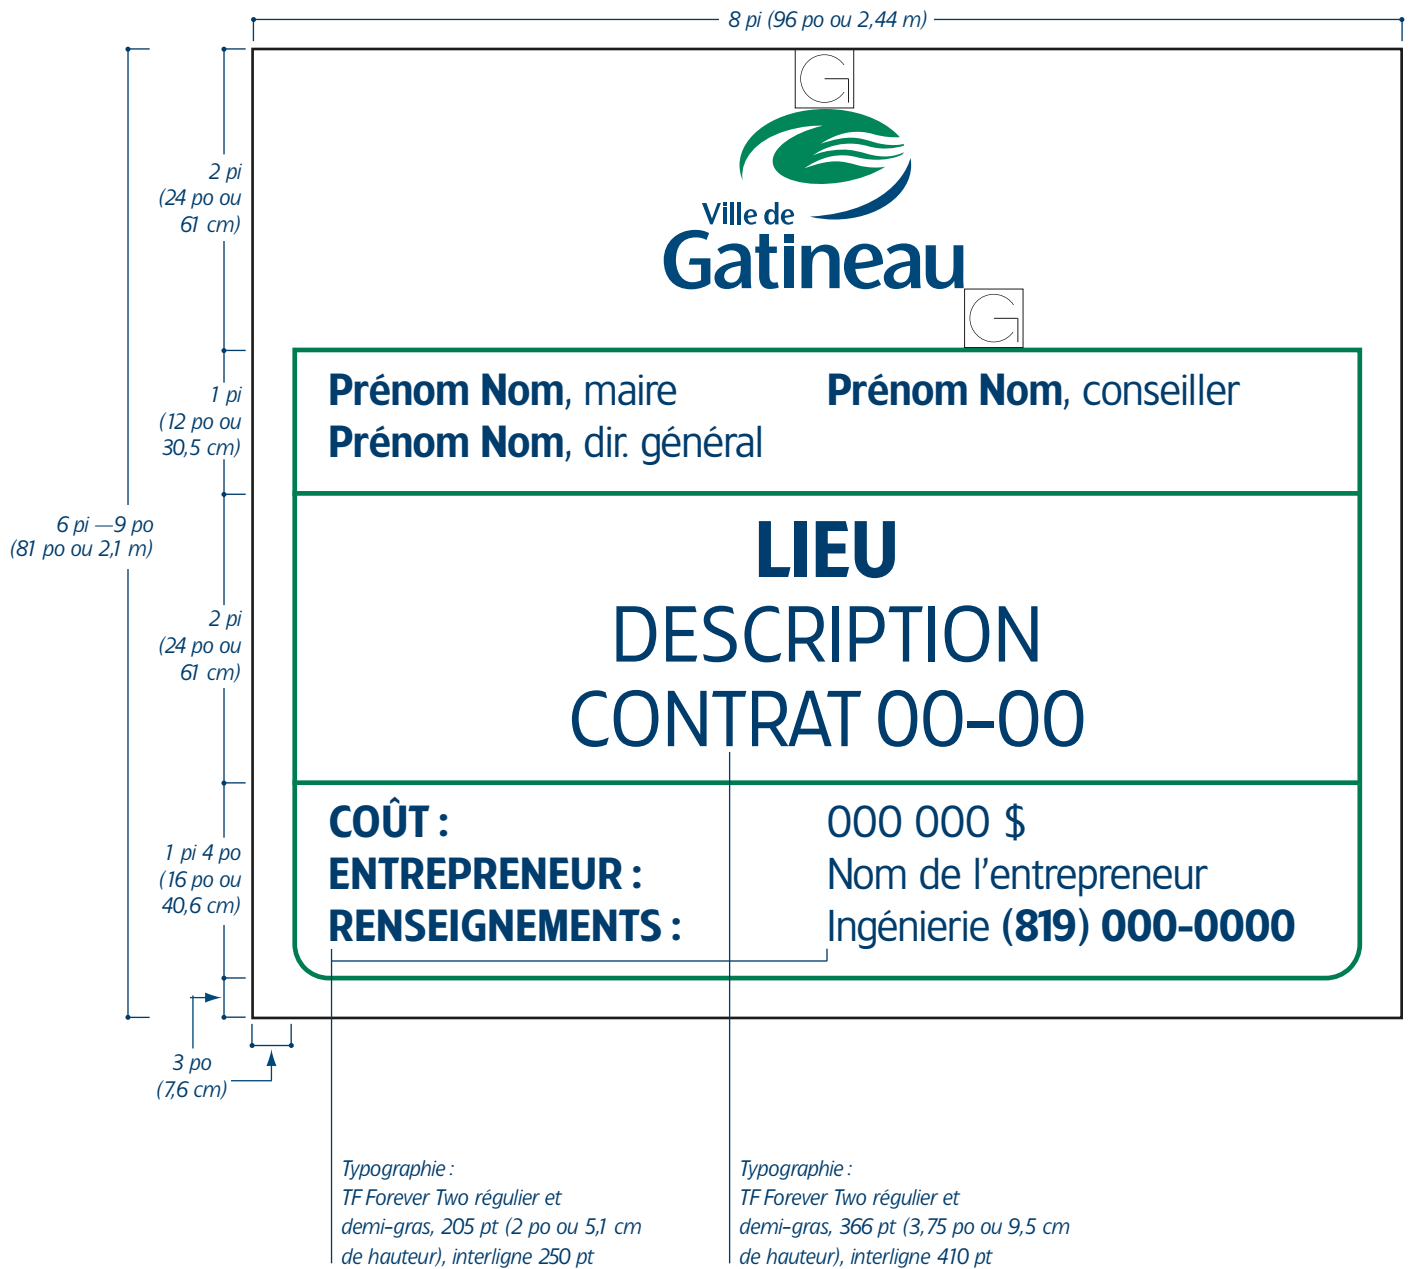 8 pi (96 po ou 2,44 m)
G
Ville de
Gatineau
G
2 pi
(24 po ou
61 cm)
1 pi
(12 po ou
30,5 cm)
Prénom Nom, maire
Prénom Nom, conseiller
Prénom Nom, dir. général
6 pi —9 po
(81 po ou 2,1 m)
LIEU
DESCRIPTION
CONTRAT 00-00
2 pi
(24 po ou
61 cm)
COÛT : 000 000 $
ENTREPRENEUR : Nom de l’entrepreneur
RENSEIGNEMENTS : Ingénierie (819) 000-0000
1 pi 4 po
(16 po ou
40,6 cm)
3 po
(7,6 cm)
Typographie :
TF Forever Two régulier et
demi-gras, 205 pt (2 po ou 5,1 cm
de hauteur), interligne 250 pt
Typographie :
TF Forever Two régulier et
demi-gras, 366 pt (3,75 po ou 9,5 cm
de hauteur), interligne 410 pt